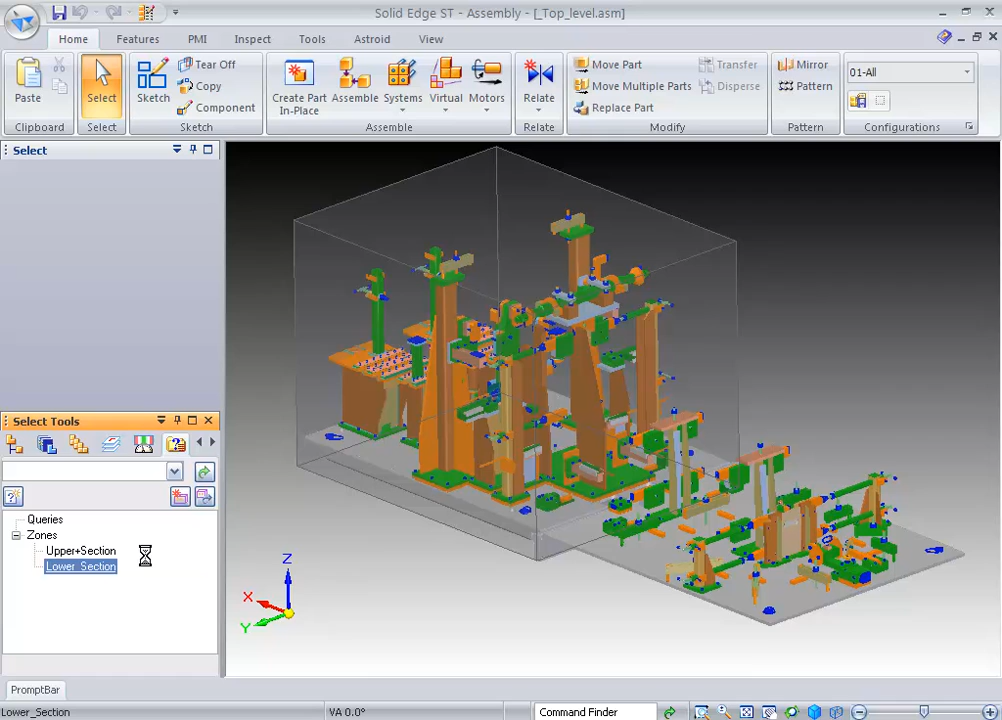 Solid Edge ST - Assembly - [_Top_level.asm]
Home Features PMI Inspect Tools Astroid View
Paste
Clipboard
Select
Select
Sketch
Tear Off
Copy
Component
Sketch
Create Part
In-Place
Assemble
Systems
Virtual
Motors
Assemble
Relate
Relate
Move Part
Move Multiple Parts
Replace Part
Transfer
Disperse
Modify
Mirror
Pattern
Pattern
01-All
Configurations
Select
Select Tools
Queries
Zones
Upper+Section
Lower_Section
Z
X
Y
PromptBar
Lower_Section
VA 0.0°
Command Finder